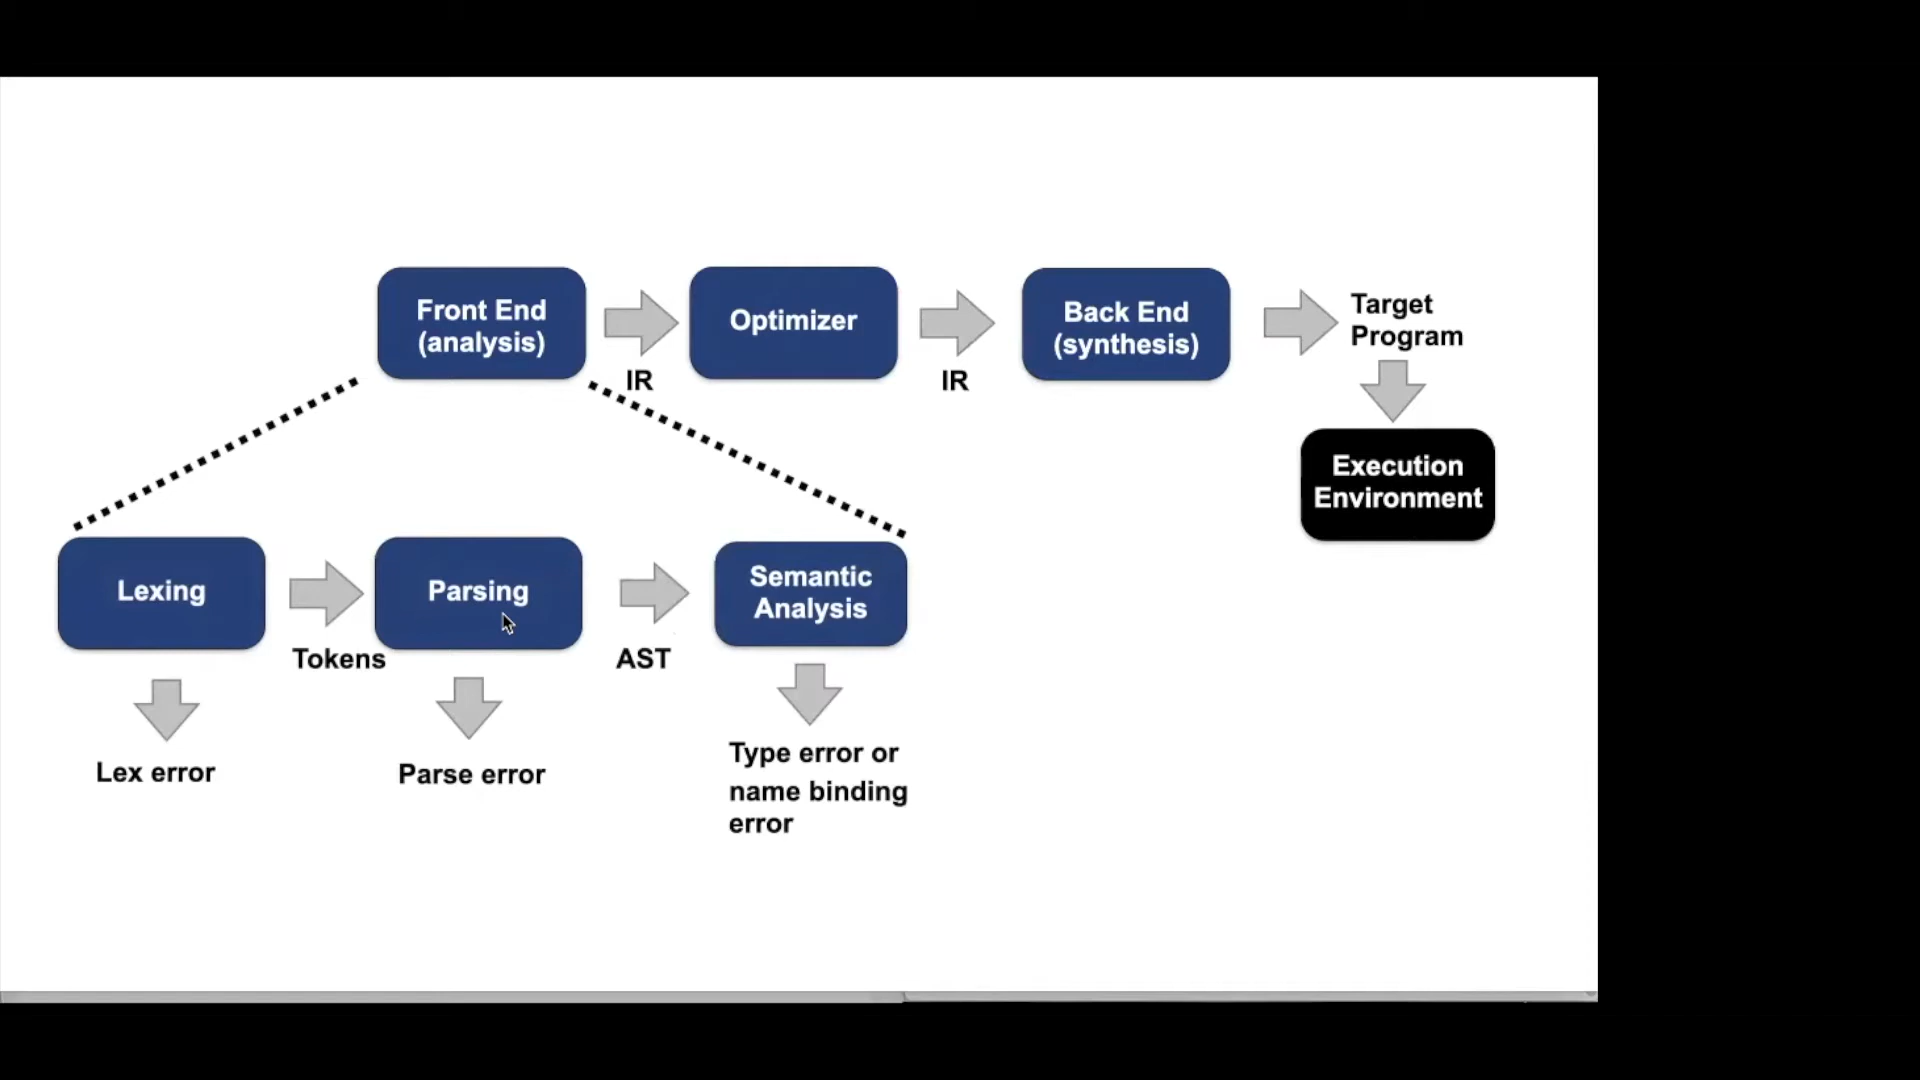 Front End
(analysis)
IR
Optimizer
IR
Back End
(synthesis)
Target
Program
Execution
Environment
Lexing
Tokens
Parsing
AST
Semantic
Analysis
Lex error
Parse error
Type error or
name binding
error